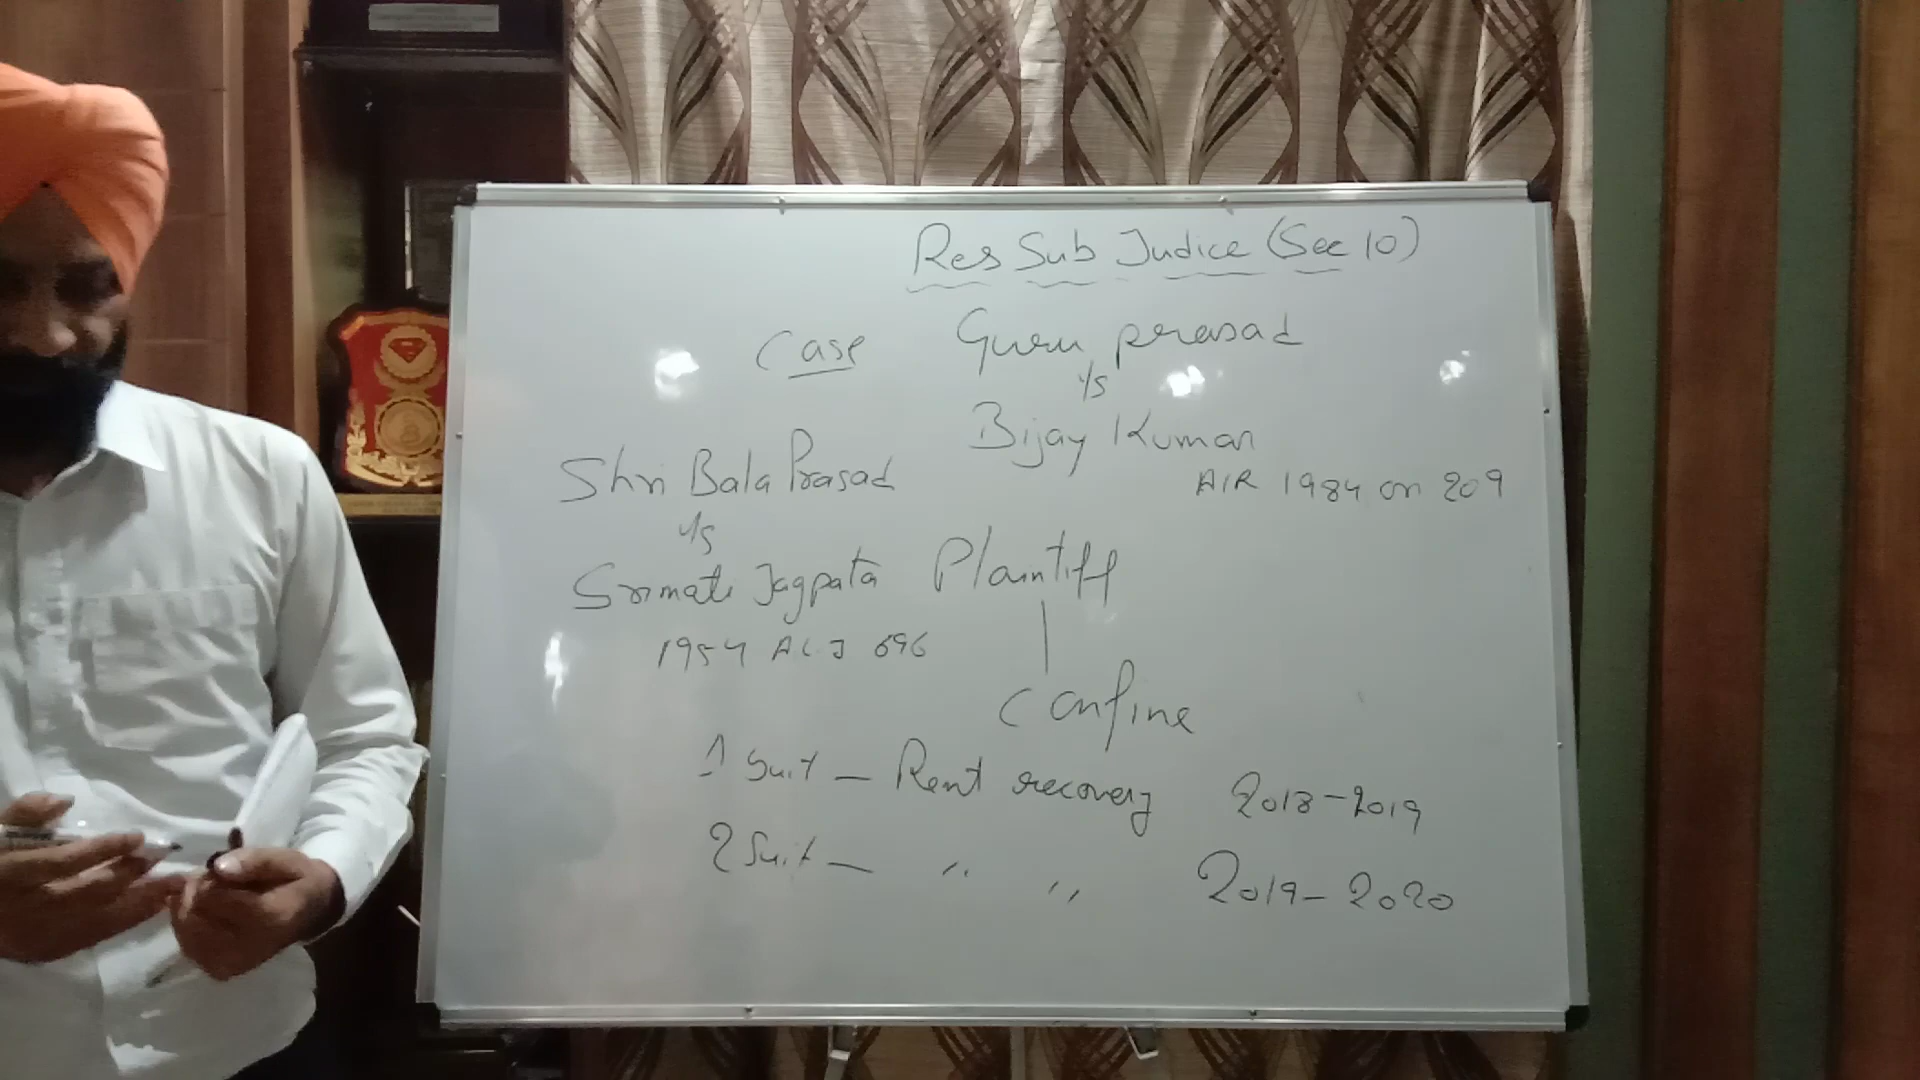 Res Sub Judice (Sec 10)
Case Guru prasad
v/s
Bijay Kumar
AIR 1984 on 209
Shri Bala Prasad
v/s
Srimati Jagpata
1954 ALJ 696
Plaintiff
Confine
1 Suit — Rent recovery 2018-2019
2 Suit — " " 2019-2020